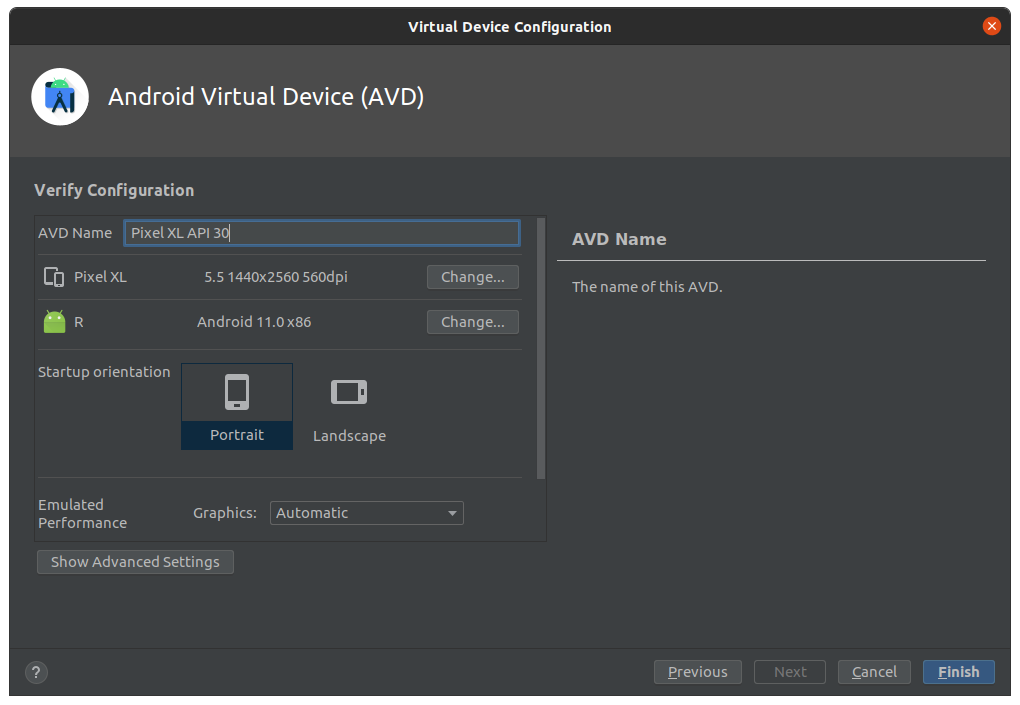 Virtual Device Configuration
Android Virtual Device (AVD)
Verify Configuration
AVD Name Pixel XL API 30
Pixel XL 5.5 1440x2560 560dpi Change...
R Android 11.0 x86 Change...
Startup orientation
Portrait
Landscape
Emulated
Performance
Graphics: Automatic
Show Advanced Settings
AVD Name
The name of this AVD.
? Previous Next Cancel Finish